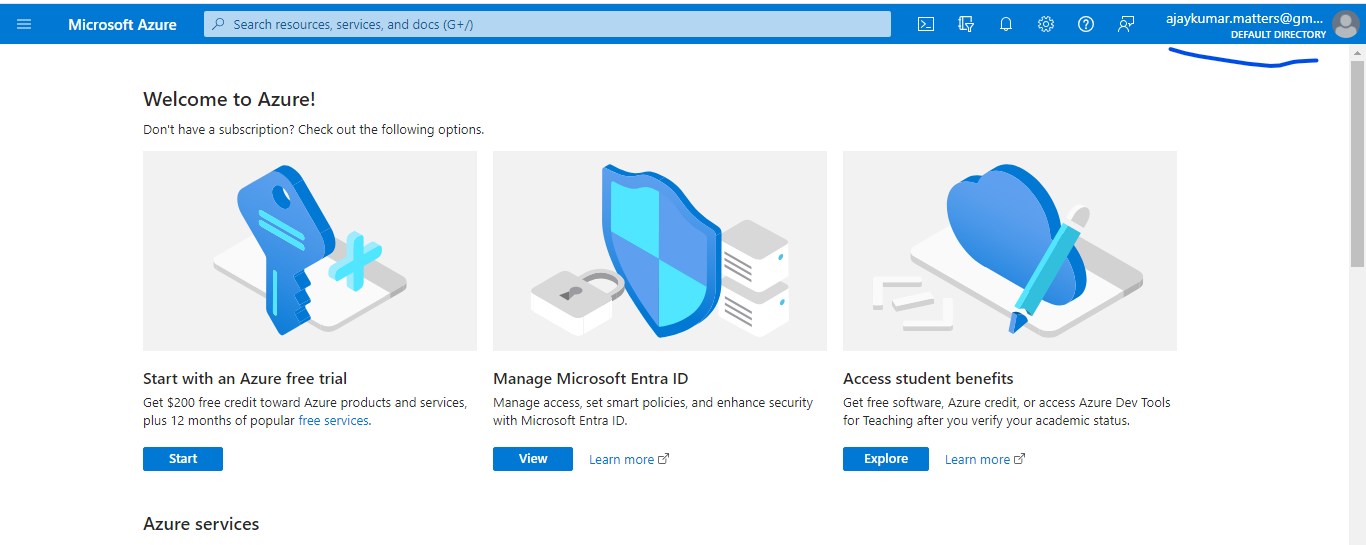 Microsoft Azure
Search resources, services, and docs (G+/)
ajaykumar.matters@gm...
DEFAULT DIRECTORY
Welcome to Azure!
Don't have a subscription? Check out the following options.
Start with an Azure free trial
Get $200 free credit toward Azure products and services,
plus 12 months of popular free services.
Start
Manage Microsoft Entra ID
Manage access, set smart policies, and enhance security
with Microsoft Entra ID.
View
Learn more
Access student benefits
Get free software, Azure credit, or access Azure Dev Tools
for Teaching after you verify your academic status.
Explore
Learn more
Azure services